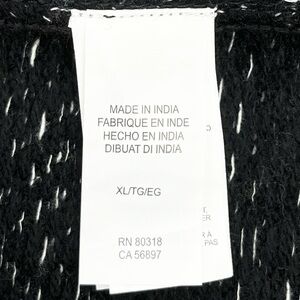 MADE IN INDIA
FABRIQUE EN INDE
HECHO EN INDIA
DIBUAT DI INDIA
XL/TG/EG
RN 80318
CA 56897
PAS